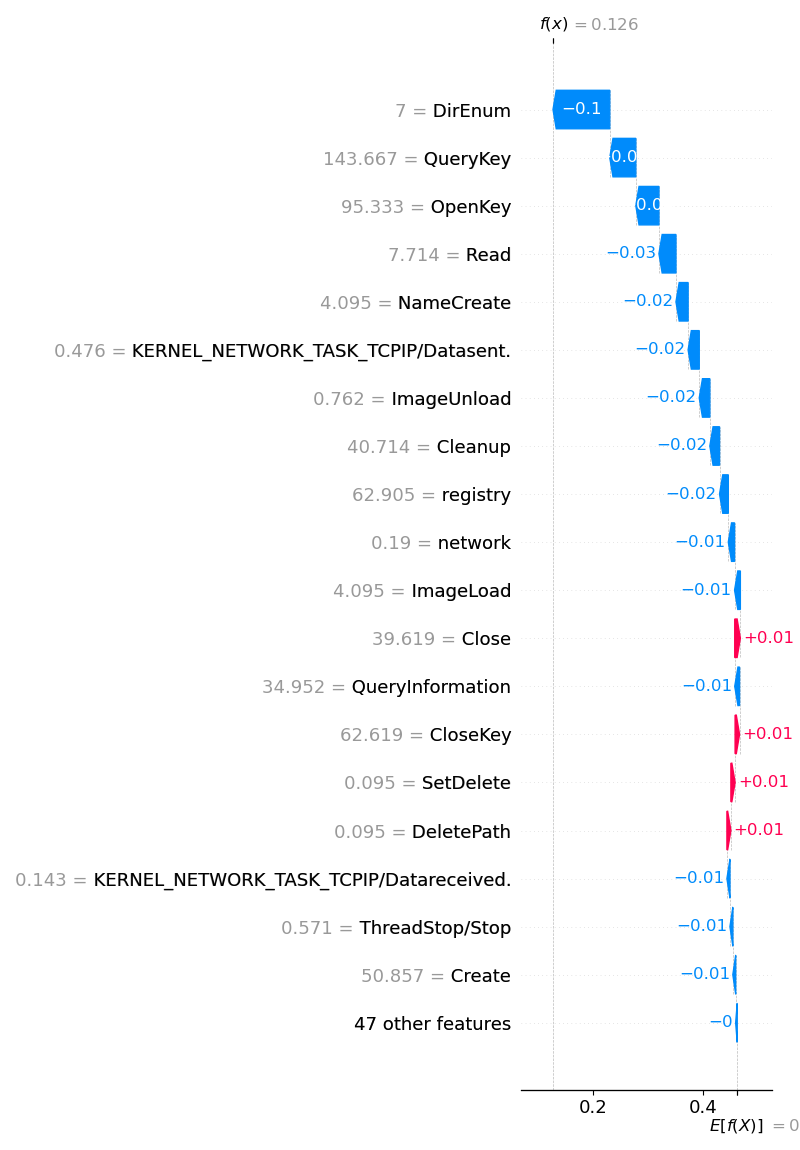 f(x) = 0.126
7 = DirEnum −0.1
143.667 = QueryKey 0.0
95.333 = OpenKey 0.0
7.714 = Read −0.03
4.095 = NameCreate −0.02
0.476 = KERNEL_NETWORK_TASK_TCPIP/Datasent. −0.02
0.762 = ImageUnload −0.02
40.714 = Cleanup −0.02
62.905 = registry −0.02
0.19 = network −0.01
4.095 = ImageLoad −0.01
39.619 = Close +0.01
34.952 = QueryInformation −0.01
62.619 = CloseKey +0.01
0.095 = SetDelete +0.01
0.095 = DeletePath +0.01
0.143 = KERNEL_NETWORK_TASK_TCPIP/Datareceived. −0.01
0.571 = ThreadStop/Stop −0.01
50.857 = Create −0.01
47 other features −0
0.2 0.4
E[f(X)] = 0